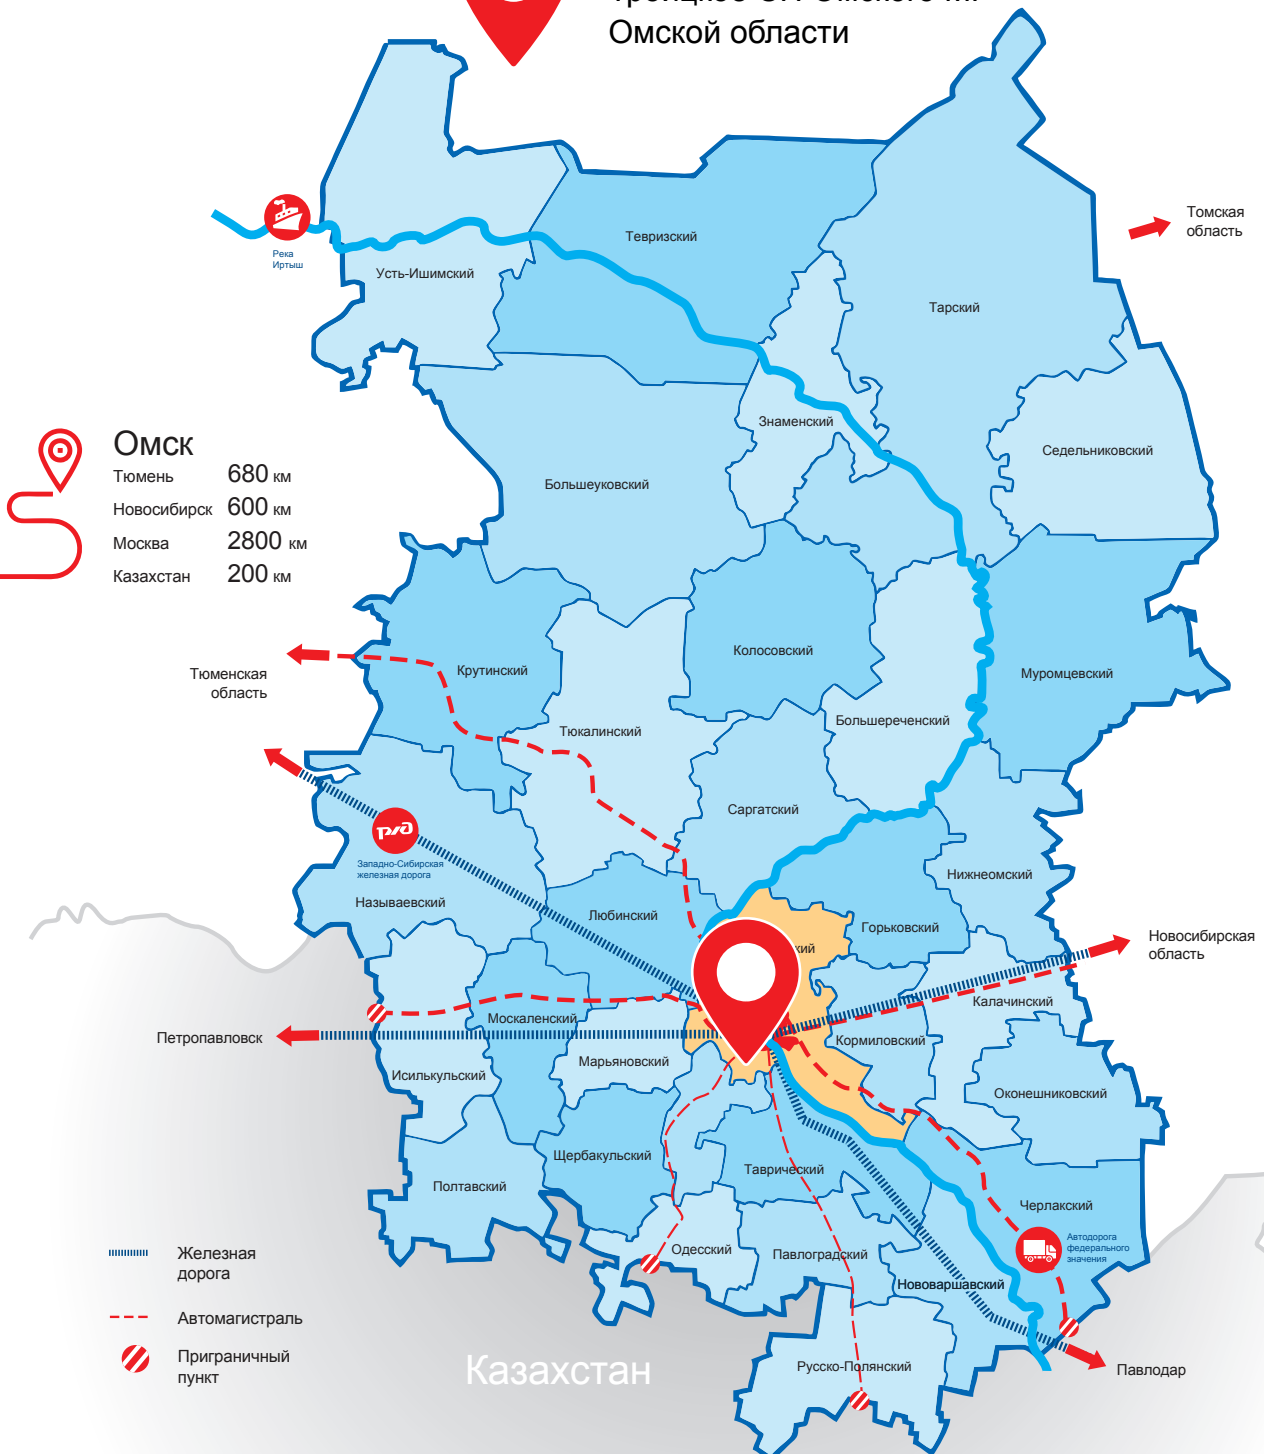 Омской области
Томская
область
Река
Иртыш
Тевризский
Усть-Ишимский
Тарский
Знаменский
Седельниковский
Большеуковский
Омск
Тюмень 680 км
Новосибирск 600 км
Москва 2800 км
Казахстан 200 км
Колосовский
Крутинский
Муромцевский
Тюменская
область
Большереченский
Тюкалинский
Саргатский
Западно-Сибирская
железная дорога
Называевский
Нижнеомский
Любинский
Горьковский
кий
Новосибирская
область
Калачинский
Москаленский
Петропавловск
Кормиловский
Марьяновский
Исилькульский
Оконешниковский
Щербакульский
Таврический
Полтавский
Черлакский
Автодорога
федерального
значения
Одесский
Павлоградский
Нововаршавский
Железная
дорога
Автомагистраль
Приграничный
пункт
Казахстан
Русско-Полянский
Павлодар